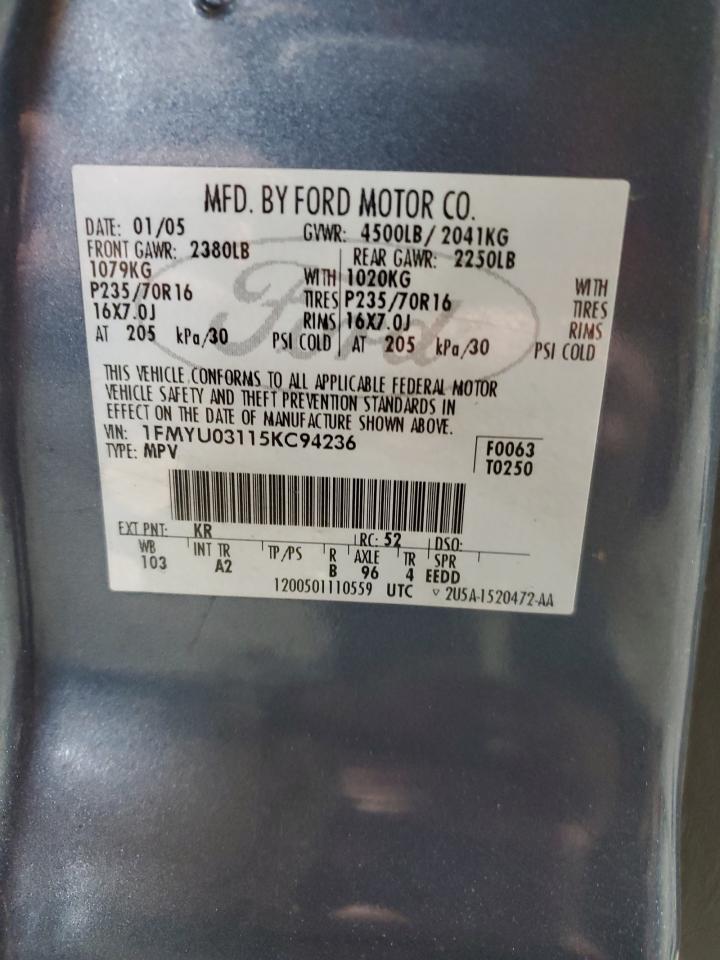 MFD. BY FORD MOTOR CO.
DATE: 01/05 GVWR: 4500LB/ 2041KG
FRONT GAWR: 2380LB REAR GAWR: 2250LB
1079KG WITH 1020KG WITH
P235/70R16 TIRES P235/70R16 TIRES
16X7.0J RIMS 16X7.0J RIMS
AT 205 kPa/30 PSI COLD AT 205 kPa/30 PSI COLD
Ford
THIS VEHICLE CONFORMS TO ALL APPLICABLE FEDERAL MOTOR
VEHICLE SAFETY AND THEFT PREVENTION STANDARDS IN
EFFECT ON THE DATE OF MANUFACTURE SHOWN ABOVE.
VIN: 1FMYU03115KC94236 F0063
TYPE: MPV T0250
EXT PNT: KR RC: 52 DSO:
WB INT TR TP/PS R AXLE TR SPR
103 A2 B 96 4 EEDD
1200501110559 UTC ▽ 2U5A-1520472-AA